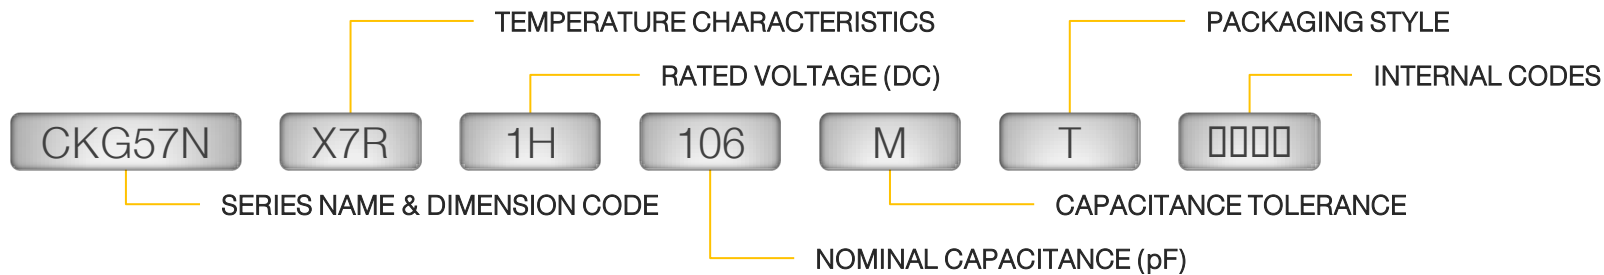 TEMPERATURE CHARACTERISTICS PACKAGING STYLE
RATED VOLTAGE (DC) INTERNAL CODES
CKG57N X7R 1H 106 M T □□□□
SERIES NAME & DIMENSION CODE CAPACITANCE TOLERANCE
NOMINAL CAPACITANCE (pF)